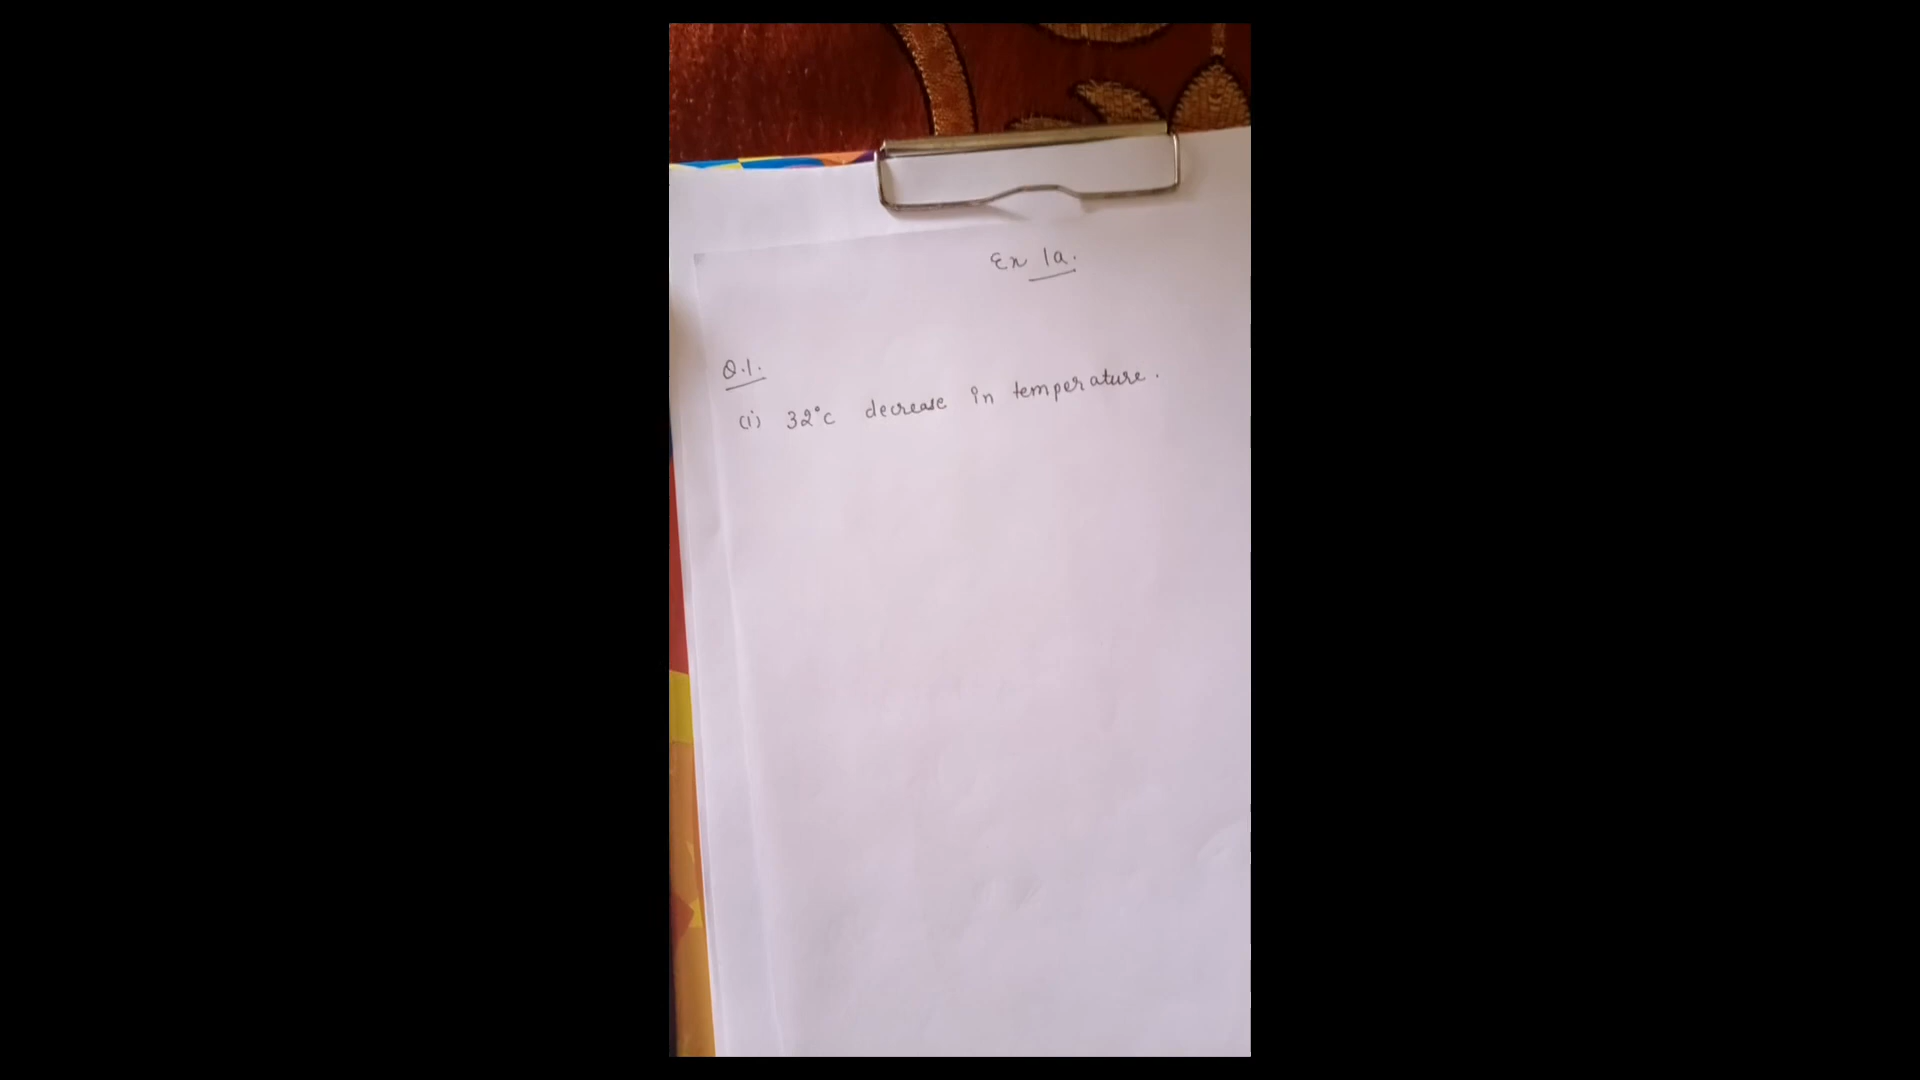 Ex 1a.
Q.1.
(i) 32°c decrease in temperature.